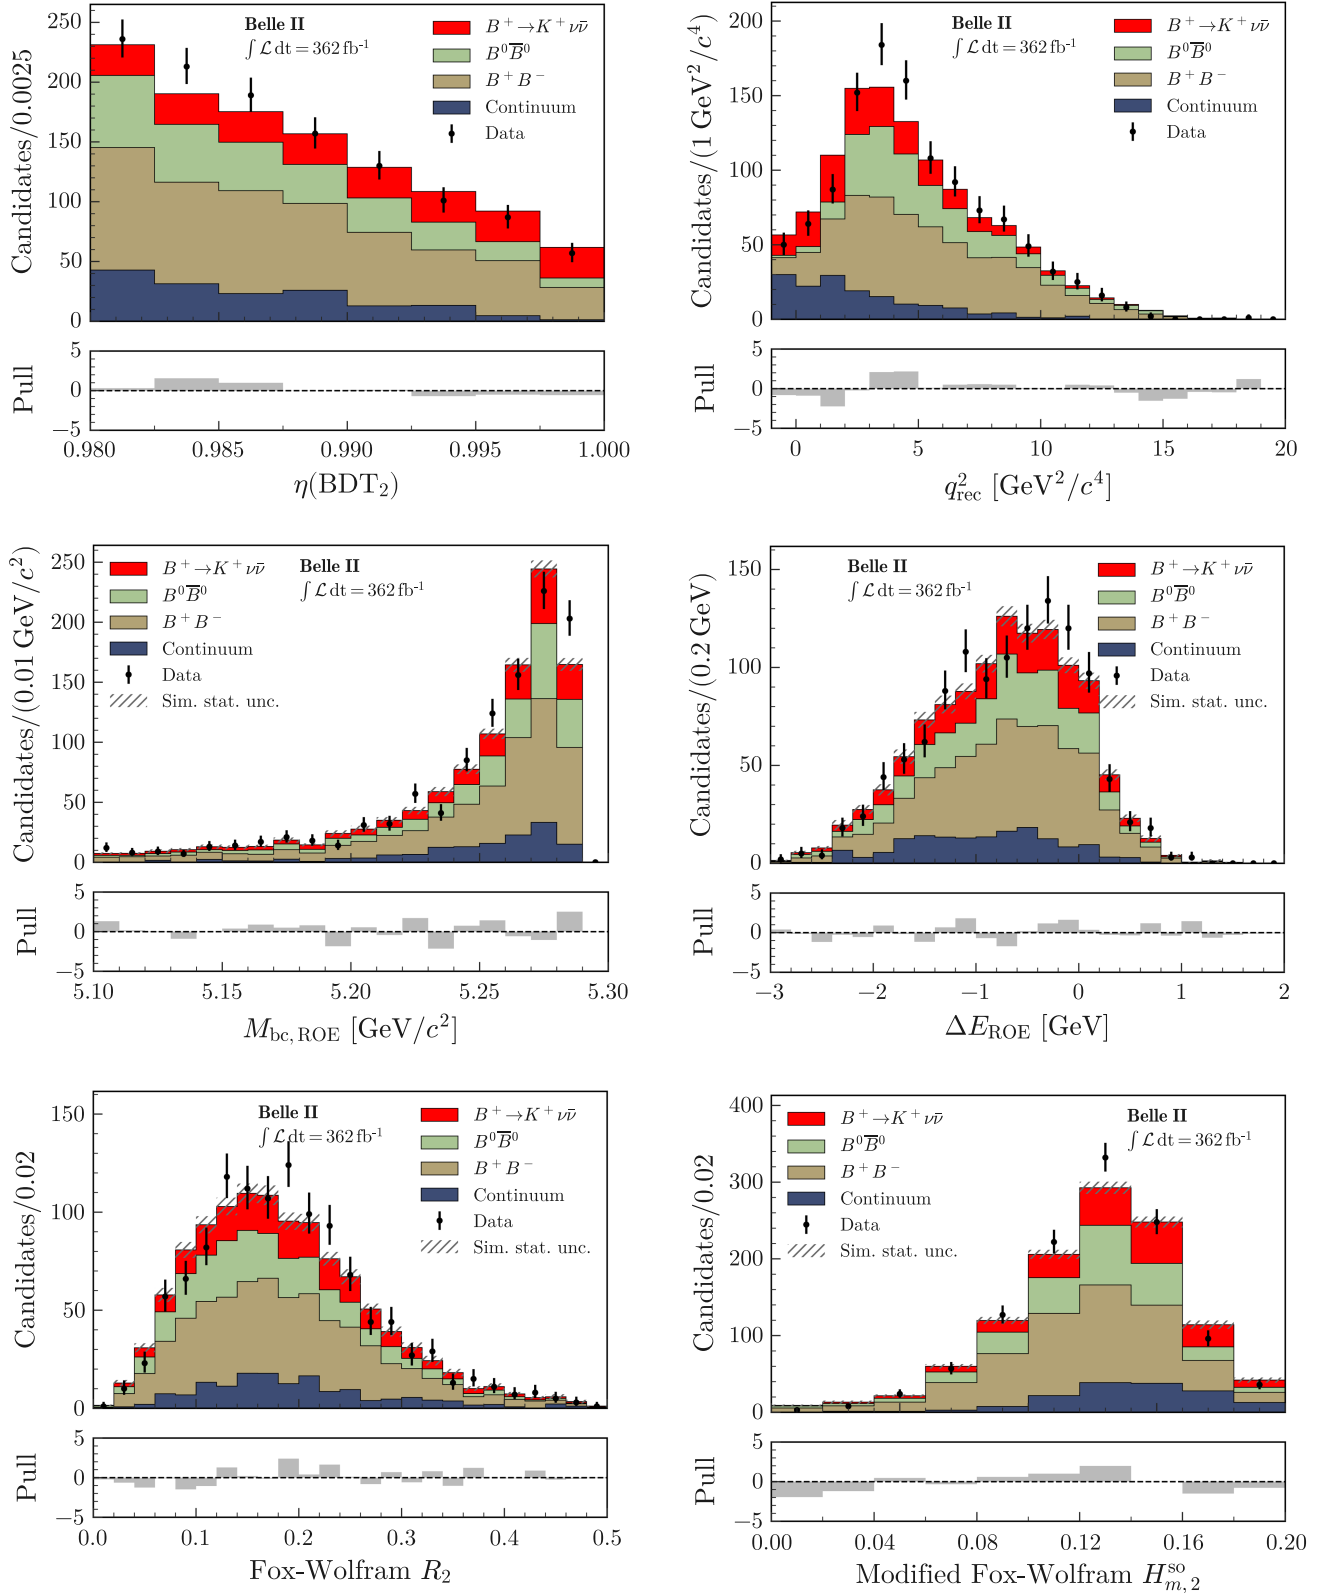 Candidates/0.0025
250
200
150
100
50
0
Belle II
∫ ℒ dt = 362 fb⁻¹
B⁺→K⁺νν̄
B⁰B̄⁰
B⁺B⁻
Continuum
Data
Pull
5
0
−5
0.980 0.985 0.990 0.995 1.000
η(BDT₂)
Candidates/(1 GeV²/c⁴)
200
150
100
50
0
Belle II
∫ ℒ dt = 362 fb⁻¹
B⁺→K⁺νν̄
B⁰B̄⁰
B⁺B⁻
Continuum
Data
Pull
5
0
−5
0 5 10 15 20
q²rec [GeV²/c⁴]
Candidates/(0.01 GeV/c²)
250
200
150
100
50
0
B⁺→K⁺νν̄
B⁰B̄⁰
B⁺B⁻
Continuum
Data
Sim. stat. unc.
Belle II
∫ ℒ dt = 362 fb⁻¹
Pull
5
0
−5
5.10 5.15 5.20 5.25 5.30
M_bc,ROE [GeV/c²]
Candidates/(0.2 GeV)
150
100
50
0
Belle II
∫ ℒ dt = 362 fb⁻¹
B⁺→K⁺νν̄
B⁰B̄⁰
B⁺B⁻
Continuum
Data
Sim. stat. unc.
Pull
5
0
−5
−3 −2 −1 0 1 2
ΔE_ROE [GeV]
Candidates/0.02
150
100
50
0
Belle II
∫ ℒ dt = 362 fb⁻¹
B⁺→K⁺νν̄
B⁰B̄⁰
B⁺B⁻
Continuum
Data
Sim. stat. unc.
Pull
5
0
−5
0.0 0.1 0.2 0.3 0.4 0.5
Fox-Wolfram R₂
Candidates/0.02
400
300
200
100
0
B⁺→K⁺νν̄
B⁰B̄⁰
B⁺B⁻
Continuum
Data
Sim. stat. unc.
Belle II
∫ ℒ dt = 362 fb⁻¹
Pull
5
0
−5
0.00 0.04 0.08 0.12 0.16 0.20
Modified Fox-Wolfram H^so_m,2